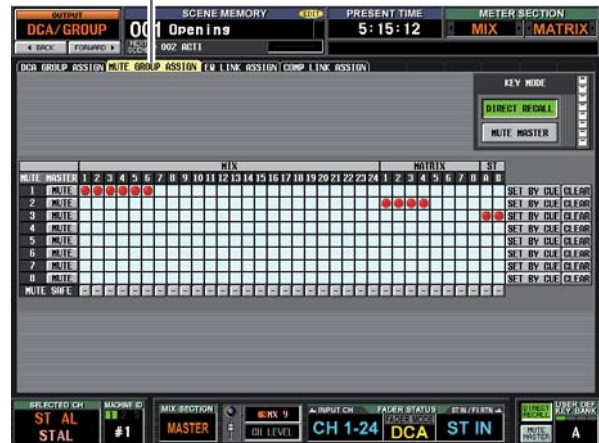 OUTPUT
SCENE MEMORY
EDIT
PRESENT TIME
METER SECTION
DCA/GROUP
001 Opening
5:15:12
MIX
MATRIX
BACK
FORWARD
NEXT SCENE
002 ACT1
DCA GROUP ASSIGN
MUTE GROUP ASSIGN
EQ LINK ASSIGN
COMP LINK ASSIGN
KEY MODE
DIRECT RECALL
MUTE MASTER
MIX
MATRIX
ST
MUTE MASTER 1 2 3 4 5 6 7 8 9 10 11 12 13 14 15 16 17 18 19 20 21 22 23 24 1 2 3 4 5 6 7 8 A B
1 MUTE SET BY CUE CLEAR
2 MUTE SET BY CUE CLEAR
3 MUTE SET BY CUE CLEAR
4 MUTE SET BY CUE CLEAR
5 MUTE SET BY CUE CLEAR
6 MUTE SET BY CUE CLEAR
7 MUTE SET BY CUE CLEAR
8 MUTE SET BY CUE CLEAR
MUTE SAFE
SELECTED CH
MACHINE ID
MIX SECTION
MIX 9
INPUT CH
FADER STATUS
ST IN / FX RTN
DIRECT RECALL
USER DEF KEY BANK
ST AL
STAL
#1
MASTER
CH LEVEL
CH 1-24
FADER MODE
DCA
ST IN
MUTE MASTER
A